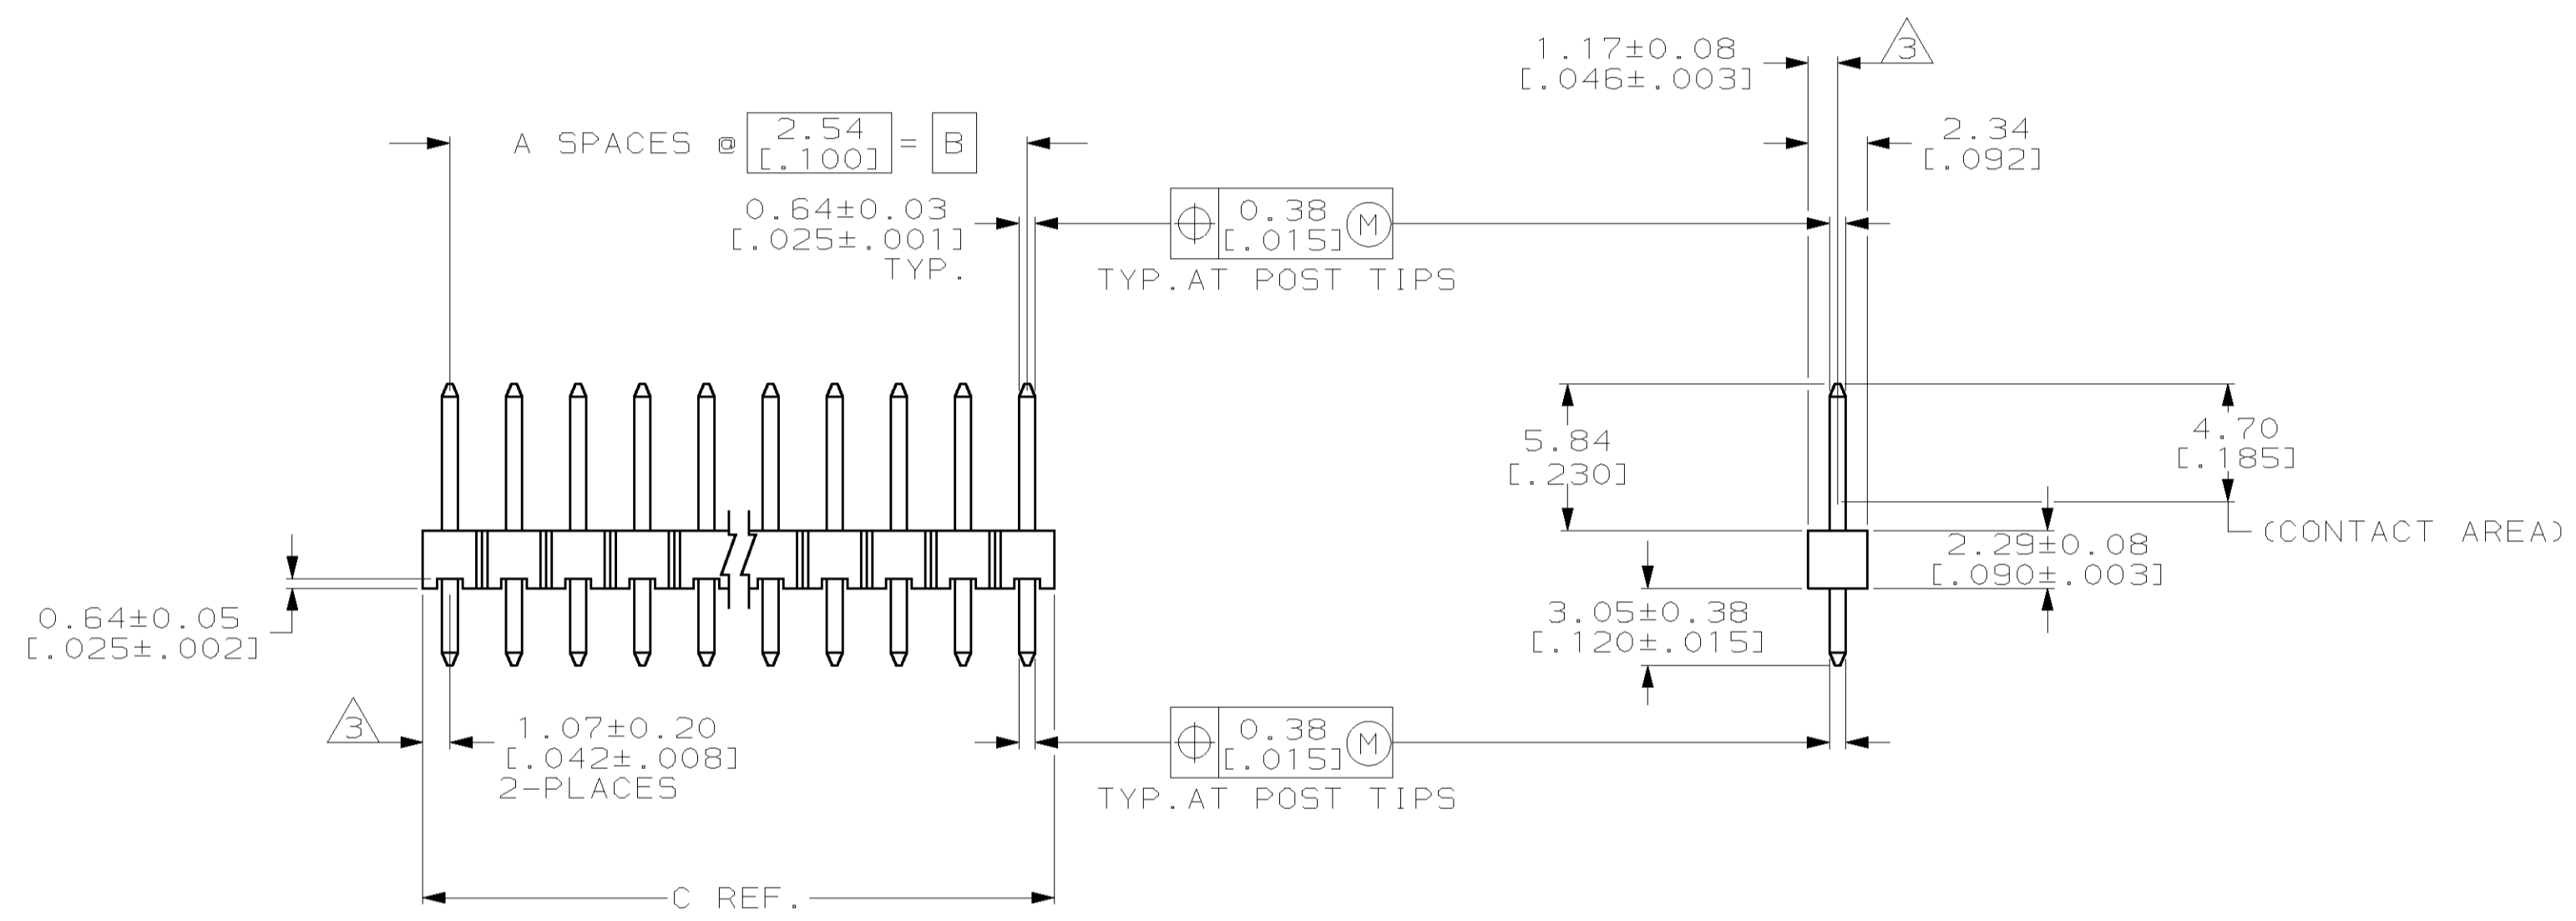 1.17±0.08
[.046±.003]
3
A SPACES @ 2.54 = B
[.100]
2.34
[.092]
0.64±0.03
[.025±.001]
TYP.
0.38 M
[.015]
TYP.AT POST TIPS
5.84
[.230]
4.70
[.185]
(CONTACT AREA)
2.29±0.08
[.090±.003]
0.64±0.05
[.025±.002]
3.05±0.38
[.120±.015]
3
1.07±0.20
[.042±.008]
2-PLACES
0.38 M
[.015]
TYP.AT POST TIPS
C REF.